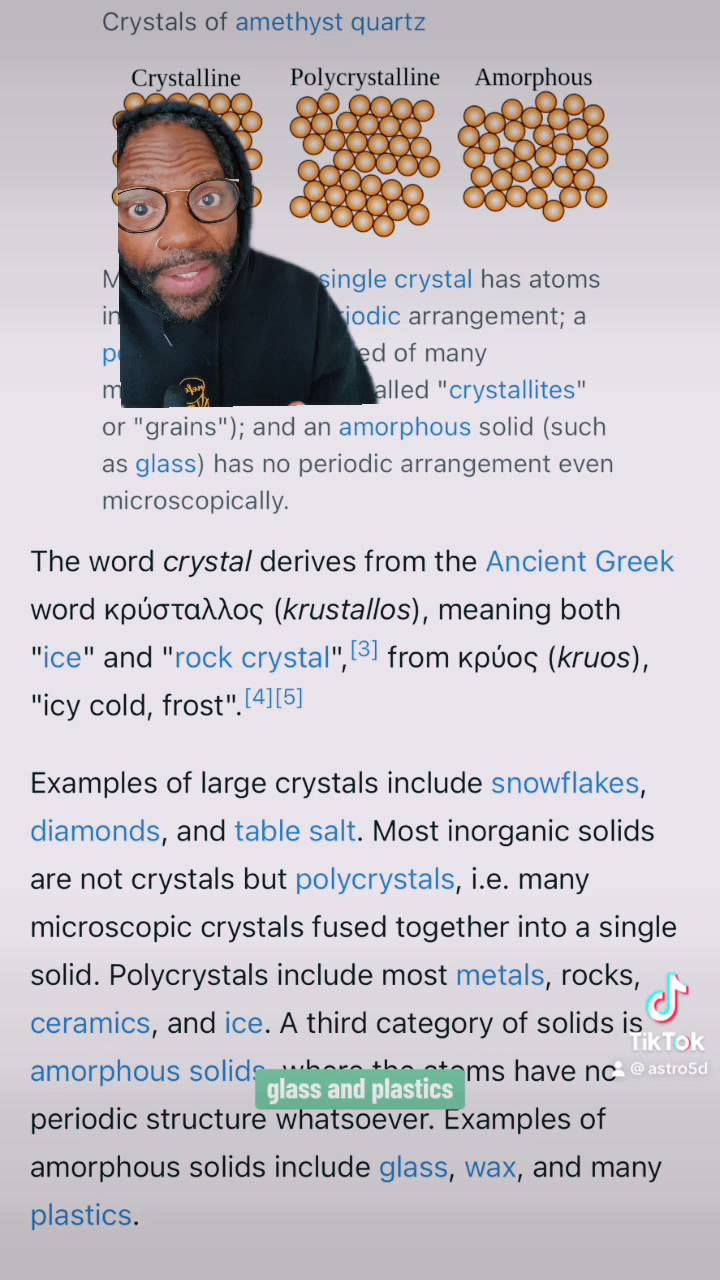 Crystals of amethyst quartz
Crystalline Polycrystalline Amorphous
single crystal has atoms
arrangement; a
of many
"crystallites"
or "grains"); and an amorphous solid (such
as glass) has no periodic arrangement even
microscopically.
The word crystal derives from the Ancient Greek
word κρύσταλλος (krustallos), meaning both
"ice" and "rock crystal",[3] from κρύος (kruos),
"icy cold, frost".[4][5]
Examples of large crystals include snowflakes,
diamonds, and table salt. Most inorganic solids
are not crystals but polycrystals, i.e. many
microscopic crystals fused together into a single
solid. Polycrystals include most metals, rocks,
ceramics, and ice. A third category of solids is
TikTok
amorphous solids, where the atoms have no
@astro5d
glass and plastics
periodic structure whatsoever. Examples of
amorphous solids include glass, wax, and many
plastics.